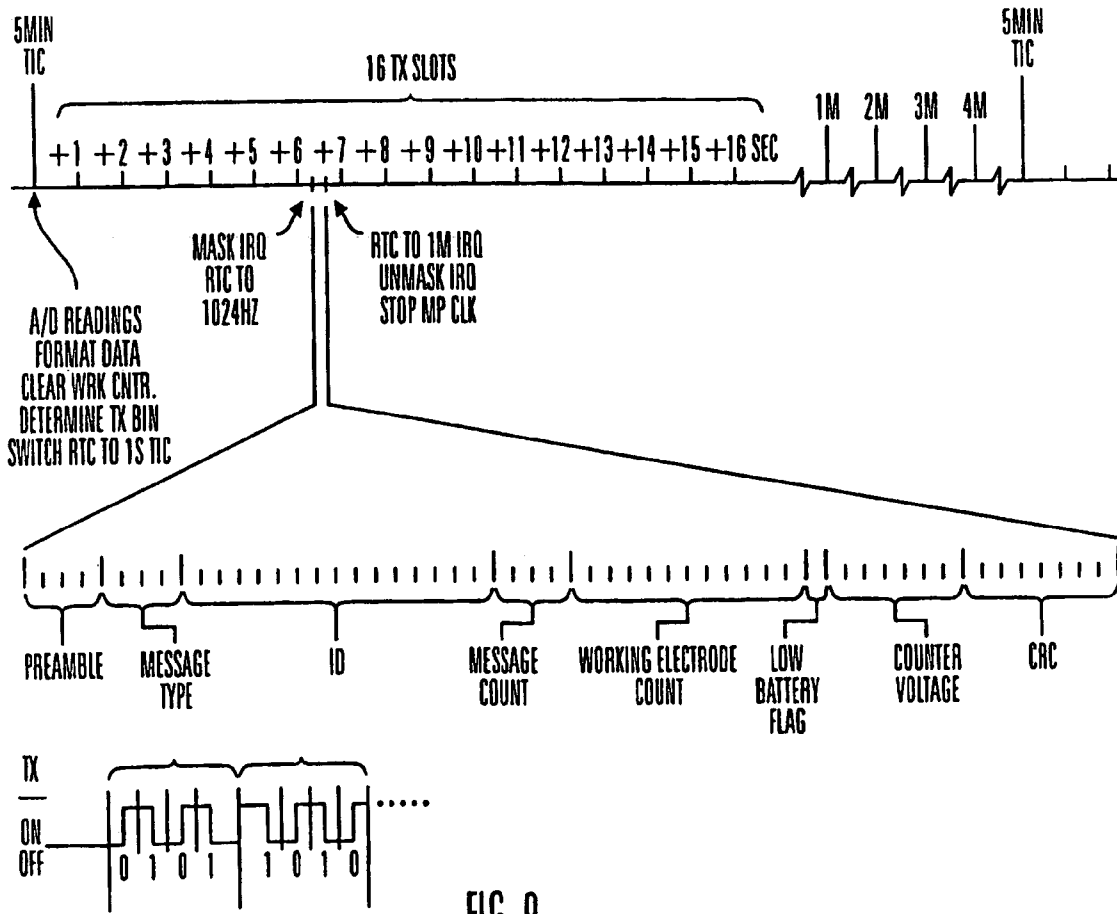 5MIN
TIC
16 TX SLOTS
5MIN
TIC
1M 2M 3M 4M
+1 +2 +3 +4 +5 +6 +7 +8 +9 +10 +11 +12 +13 +14 +15 +16 SEC
MASK IRQ
RTC TO
1024HZ
RTC TO 1M IRQ
UNMASK IRQ
STOP MP CLK
A/D READINGS
FORMAT DATA
CLEAR WRK CNTR.
DETERMINE TX BIN
SWITCH RTC TO 1S TIC
PREAMBLE
MESSAGE
TYPE
ID
MESSAGE
COUNT
WORKING ELECTRODE
COUNT
LOW
BATTERY
FLAG
COUNTER
VOLTAGE
CRC
TX
ON
OFF
0 1 0 1 1 0 1 0